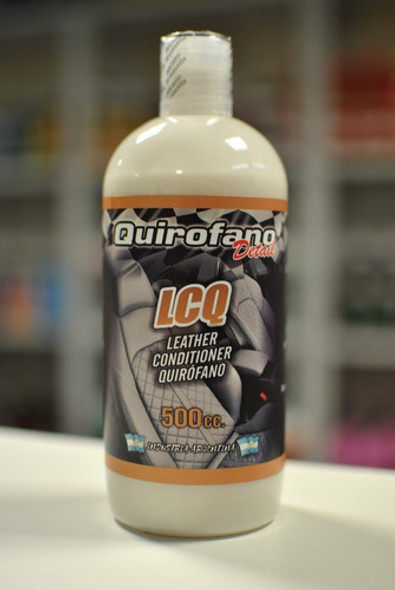 Quirofano
Detail
LCQ
LEATHER
CONDITIONER
QUIRÓFANO
500cc.
INDUSTRIA ARGENTINA